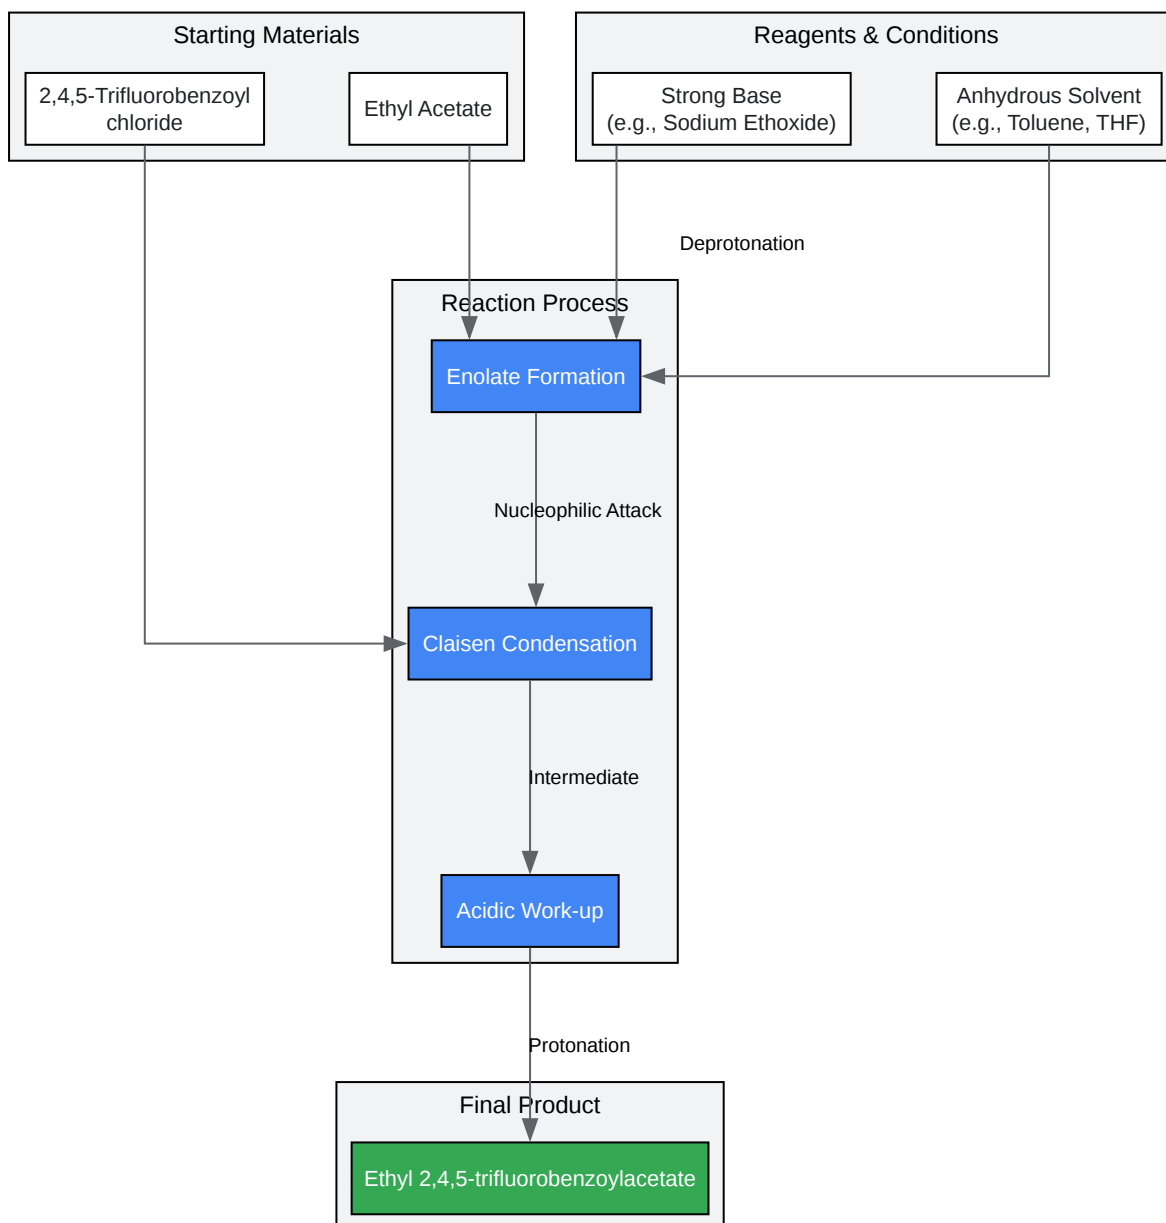 Starting Materials
2,4,5-Trifluorobenzoyl
chloride
Ethyl Acetate
Reagents & Conditions
Strong Base
(e.g., Sodium Ethoxide)
Anhydrous Solvent
(e.g., Toluene, THF)
Deprotonation
Reaction Process
Enolate Formation
Nucleophilic Attack
Claisen Condensation
Intermediate
Acidic Work-up
Protonation
Final Product
Ethyl 2,4,5-trifluorobenzoylacetate